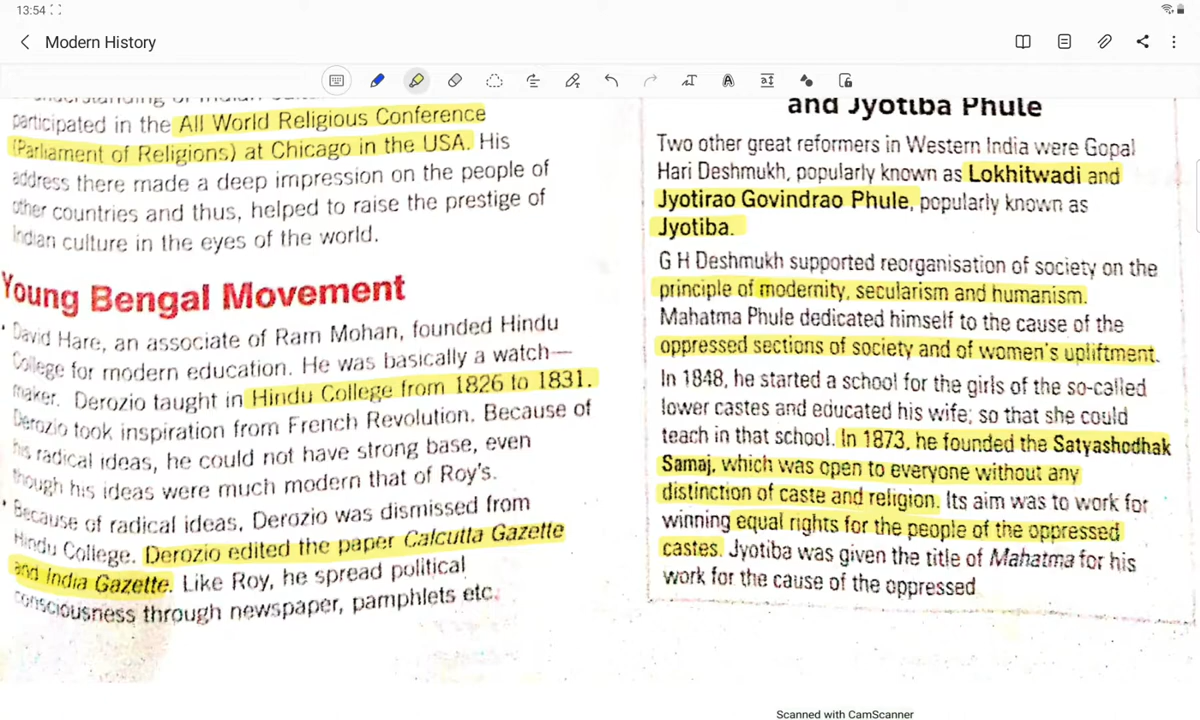 13:54
Modern History
participated in the All World Religious Conference
(Parliament of Religions) at Chicago in the USA. His
address there made a deep impression on the people of
other countries and thus, helped to raise the prestige of
Indian culture in the eyes of the world.
Young Bengal Movement
• David Hare, an associate of Ram Mohan, founded Hindu
College for modern education. He was basically a watch—
maker. Derozio taught in Hindu College from 1826 to 1831.
Derozio took inspiration from French Revolution. Because of
his radical ideas, he could not have strong base, even
though his ideas were much modern that of Roy's.
• Because of radical ideas, Derozio was dismissed from
Hindu College. Derozio edited the paper Calcutta Gazette
and India Gazette. Like Roy, he spread political
consciousness through newspaper, pamphlets etc.
and Jyotiba Phule
Two other great reformers in Western India were Gopal
Hari Deshmukh, popularly known as Lokhitwadi and
Jyotirao Govindrao Phule, popularly known as
Jyotiba.
G H Deshmukh supported reorganisation of society on the
principle of modernity, secularism and humanism.
Mahatma Phule dedicated himself to the cause of the
oppressed sections of society and of women's upliftment.
In 1848, he started a school for the girls of the so-called
lower castes and educated his wife; so that she could
teach in that school. In 1873, he founded the Satyashodhak
Samaj, which was open to everyone without any
distinction of caste and religion. Its aim was to work for
winning equal rights for the people of the oppressed
castes. Jyotiba was given the title of Mahatma for his
work for the cause of the oppressed
Scanned with CamScanner